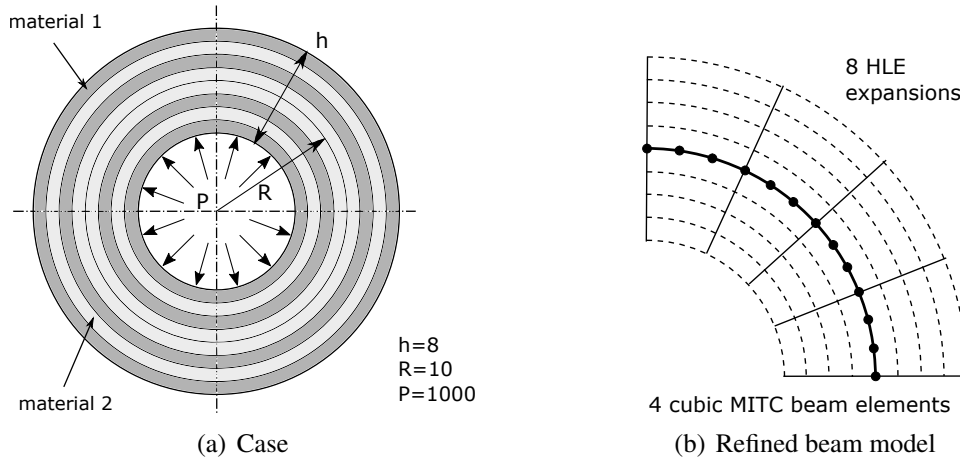 material 1
h
P
R
material 2
h=8
R=10
P=1000
(a) Case
8 HLE
expansions
4 cubic MITC beam elements
(b) Refined beam model